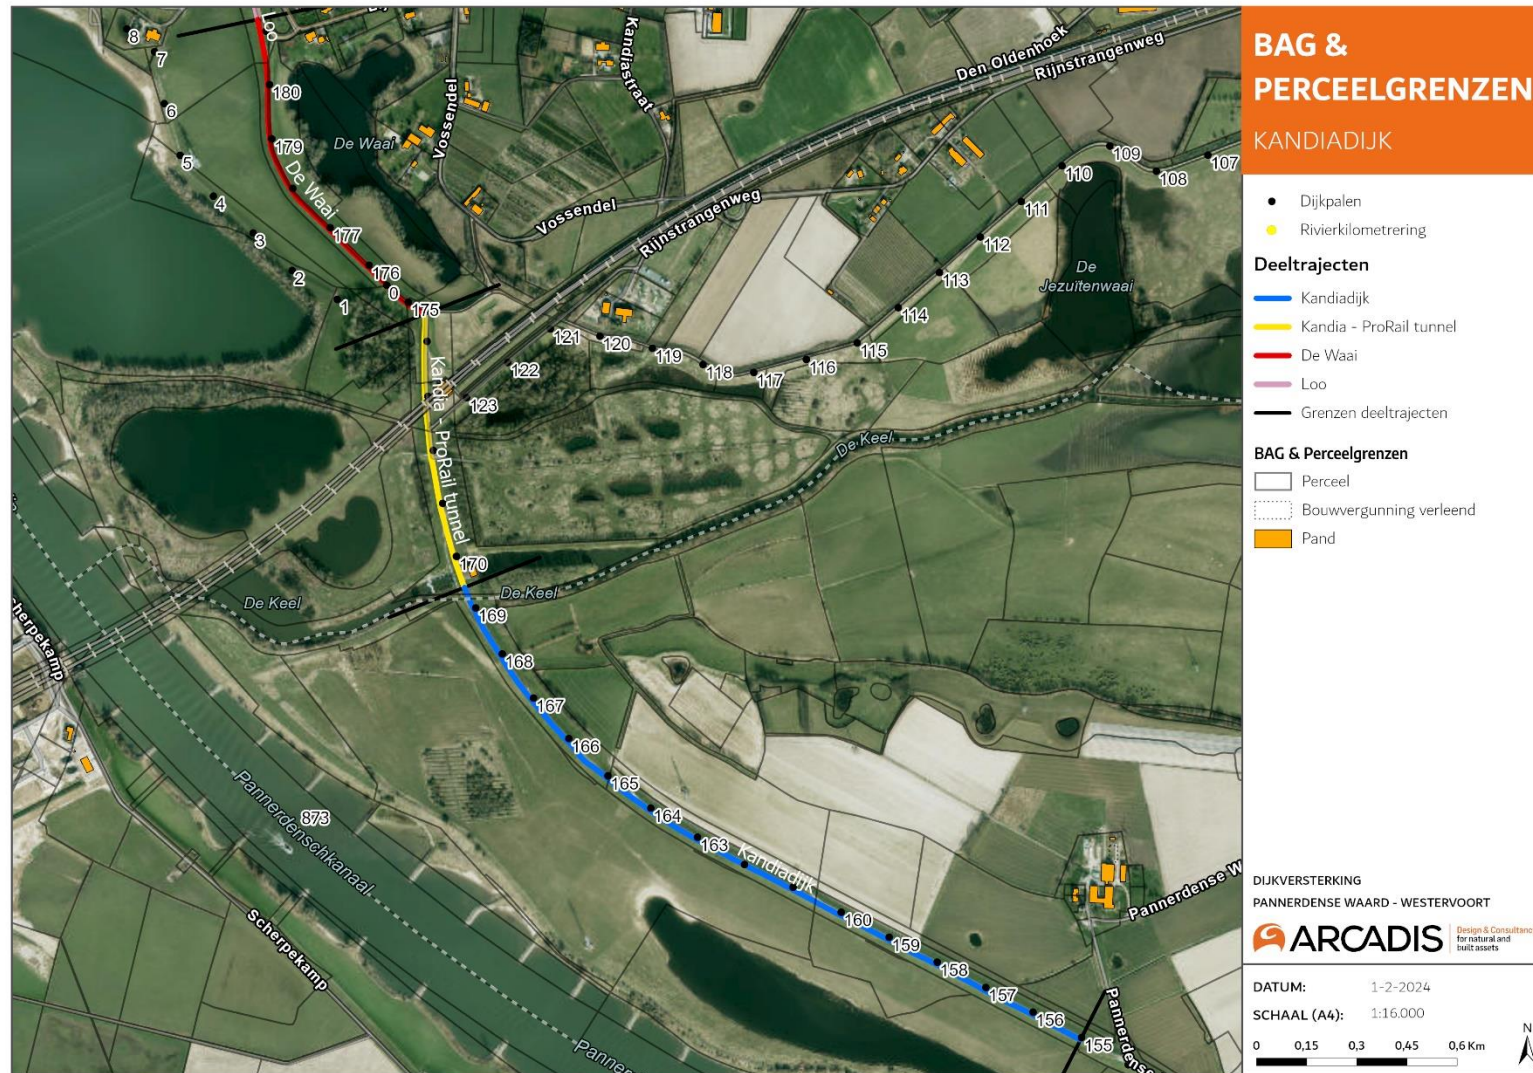 BAG &
PERCEELGRENZEN
KANDIADIJK
Dijkpalen
Rivierkilometrering
Deeltrajecten
Kandiadijk
Kandia - ProRail tunnel
De Waai
Loo
Grenzen deeltrajecten
BAG & Perceelgrenzen
Perceel
Bouwvergunning verleend
Pand
DIJKVERSTERKING
PANNERDENSE WAARD - WESTERVOORT
ARCADIS
Design & Consultancy
for natural and
built assets
DATUM: 1-2-2024
SCHAAL (A4): 1:16.000
N
0 0,15 0,3 0,45 0,6 Km
8
7
6
5
4
3
2
1
0
Loo
180
179
De Waai
177
176
175
De Waai
Vossendel
Kandiastraat
Den Oldenhoek
Rijnstrangenweg
Vossendel
Rijnstrangenweg
107
108
109
110
111
112
113
114
115
116
117
118
119
120
121
122
123
De
Jezuïtenwaai
Kandia - ProRail tunnel
De Keel
170
De Keel
De Keel
169
168
167
166
165
164
163
Kandiadijk
160
159
158
157
156
155
873
Pannerdenschkanaal
Scherpekamp
cherpekamp
Panner
Pannerdense W
Pannerdense